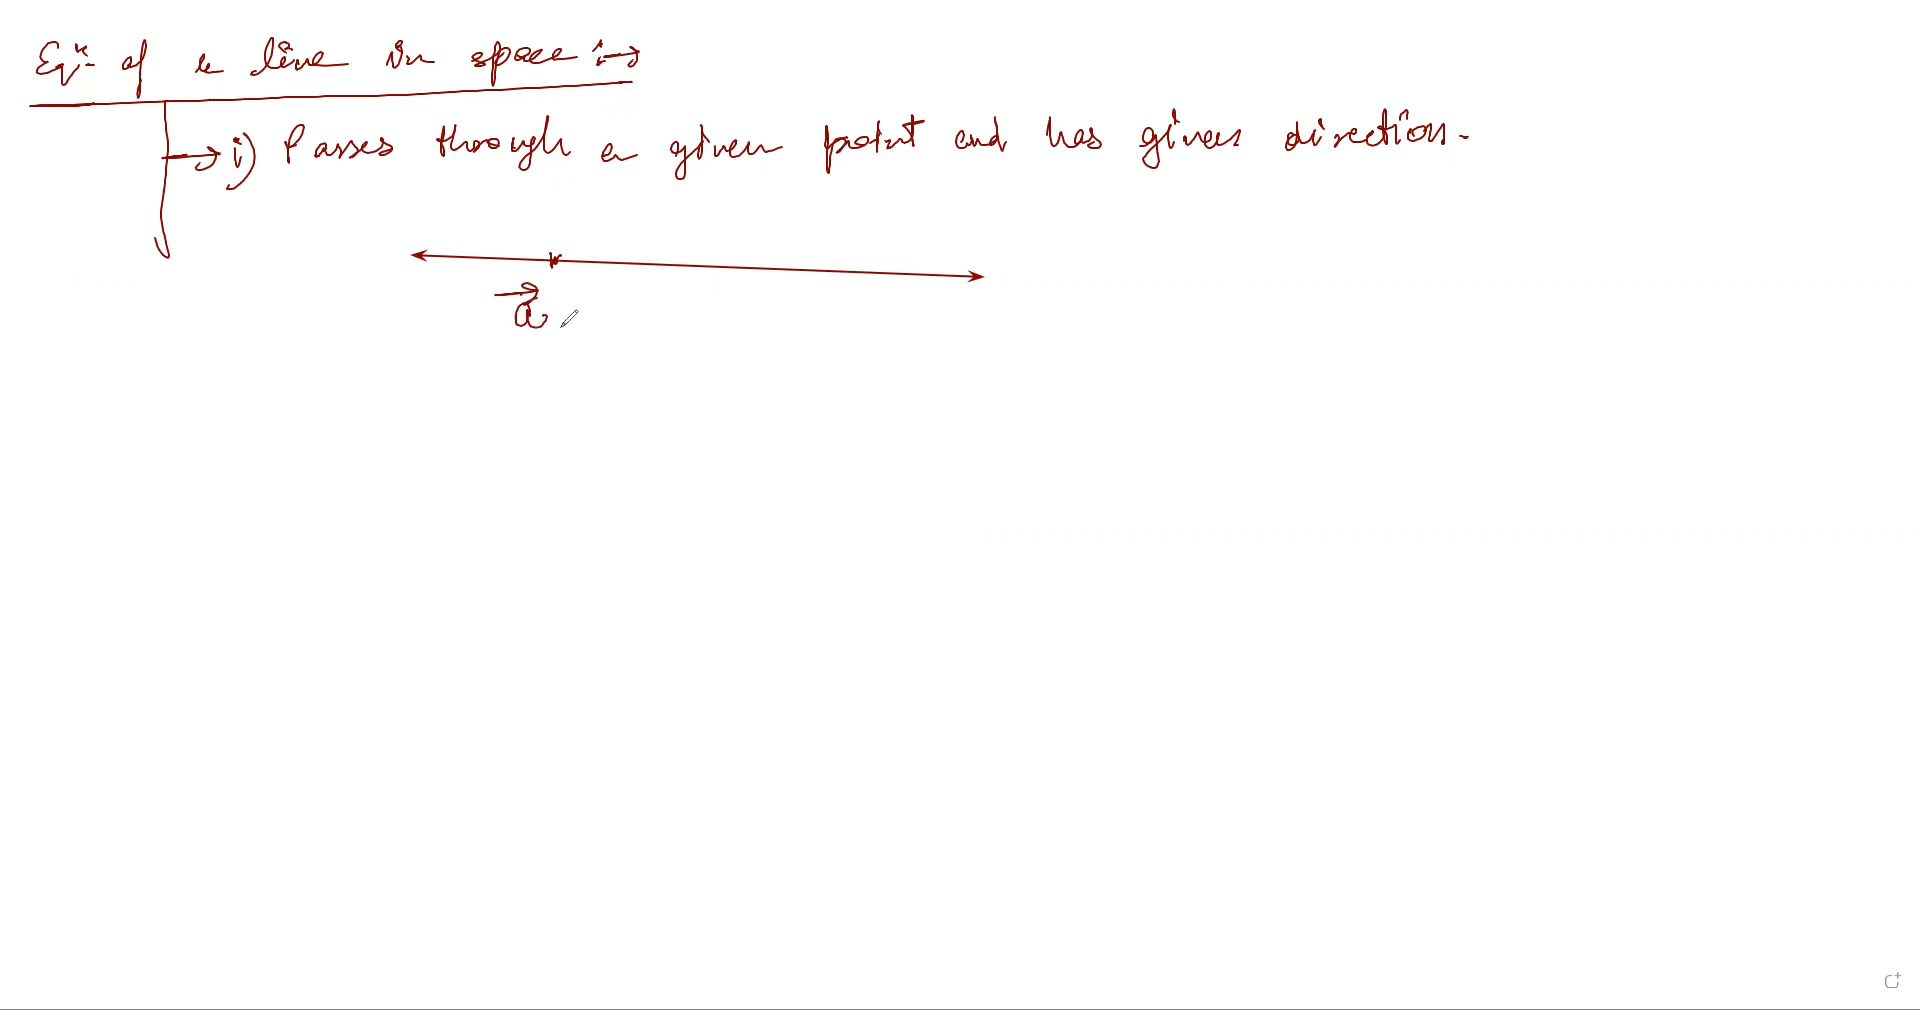 Eqⁿ of a line in space :→
→ i) Passes through a given point and has given direction.
a⃗